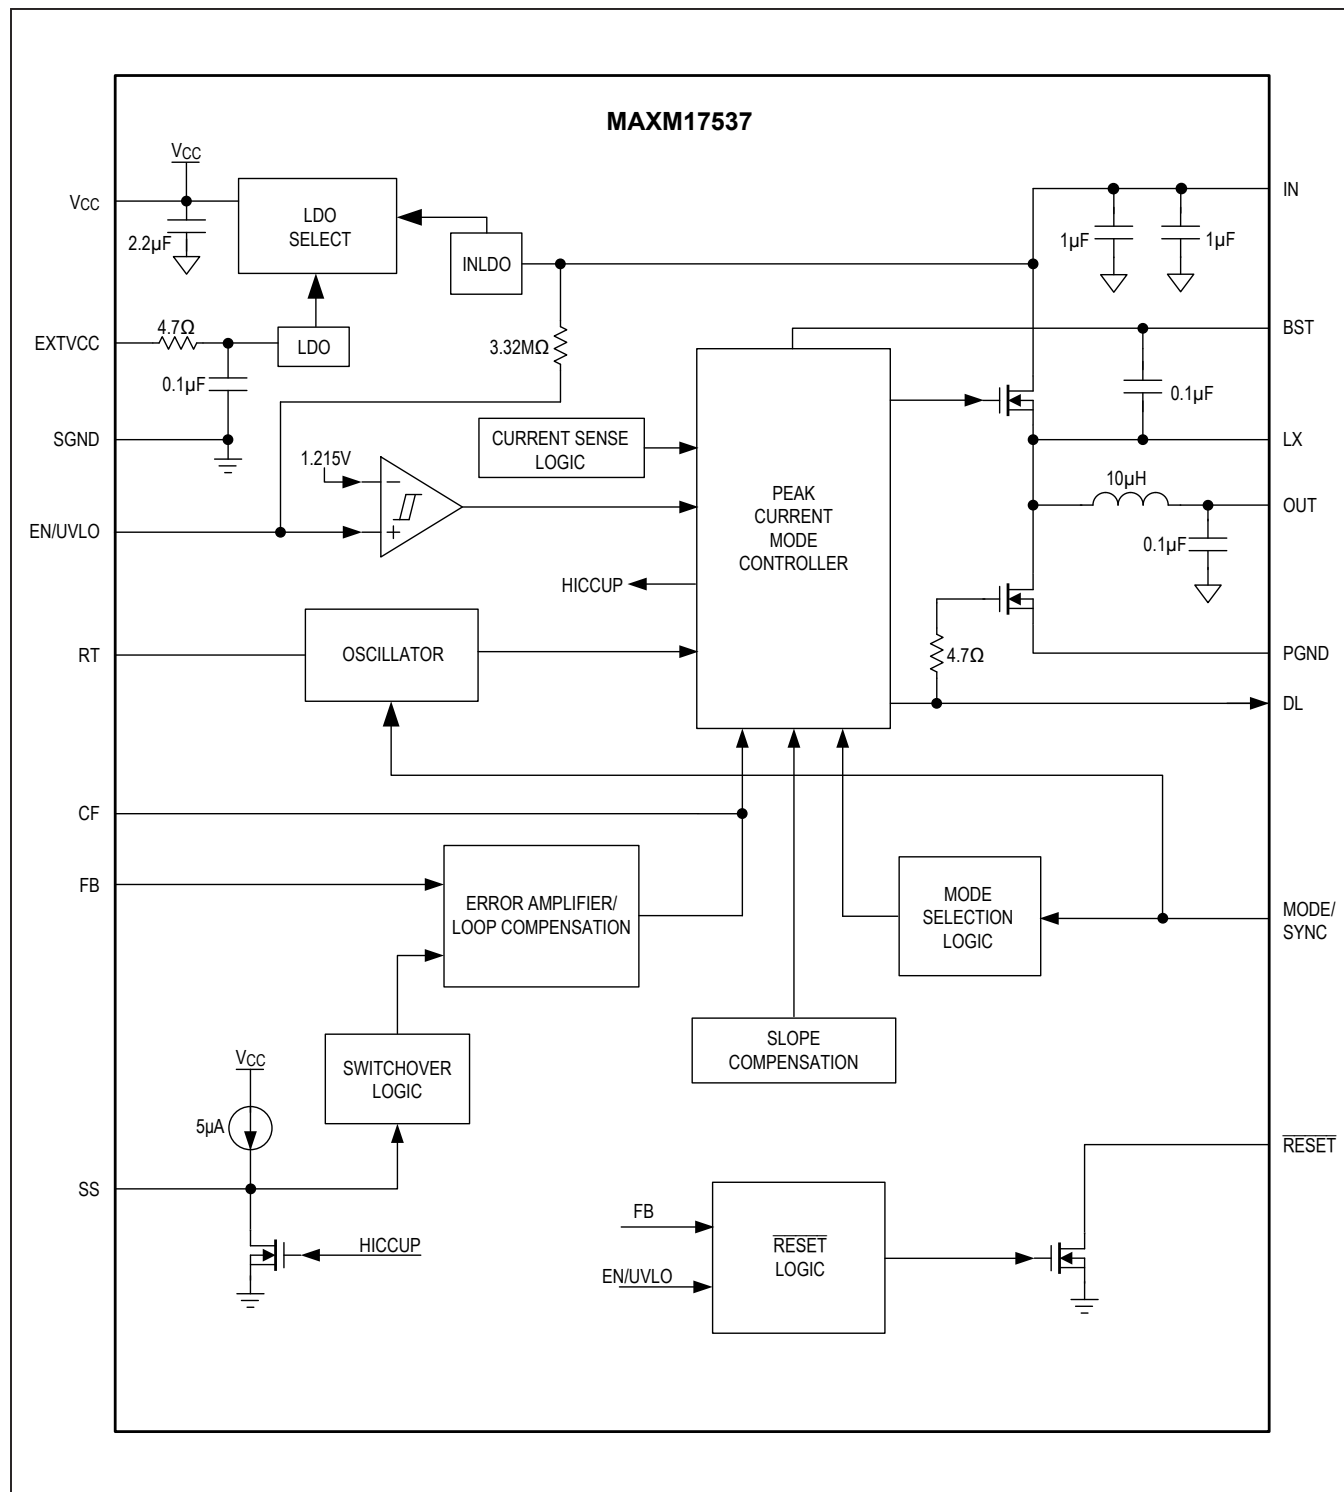 MAXM17537
VCC
VCC
2.2µF
LDO
SELECT
INLDO
IN
1µF
1µF
EXTVCC
4.7Ω
LDO
0.1µF
3.32MΩ
BST
0.1µF
SGND
CURRENT SENSE
LOGIC
LX
1.215V
−
+
EN/UVLO
PEAK
CURRENT
MODE
CONTROLLER
10µH
OUT
0.1µF
HICCUP
RT
OSCILLATOR
4.7Ω
PGND
DL
CF
FB
ERROR AMPLIFIER/
LOOP COMPENSATION
MODE
SELECTION
LOGIC
MODE/
SYNC
SLOPE
COMPENSATION
VCC
SWITCHOVER
LOGIC
5µA
SS
HICCUP
FB
EN/UVLO
RESET
LOGIC
RESET